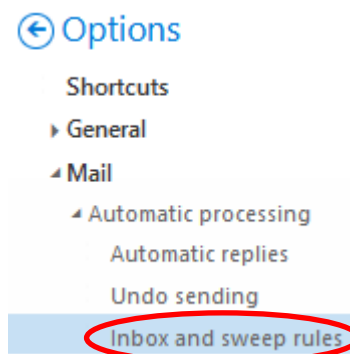 Options
Shortcuts
General
Mail
Automatic processing
Automatic replies
Undo sending
Inbox and sweep rules